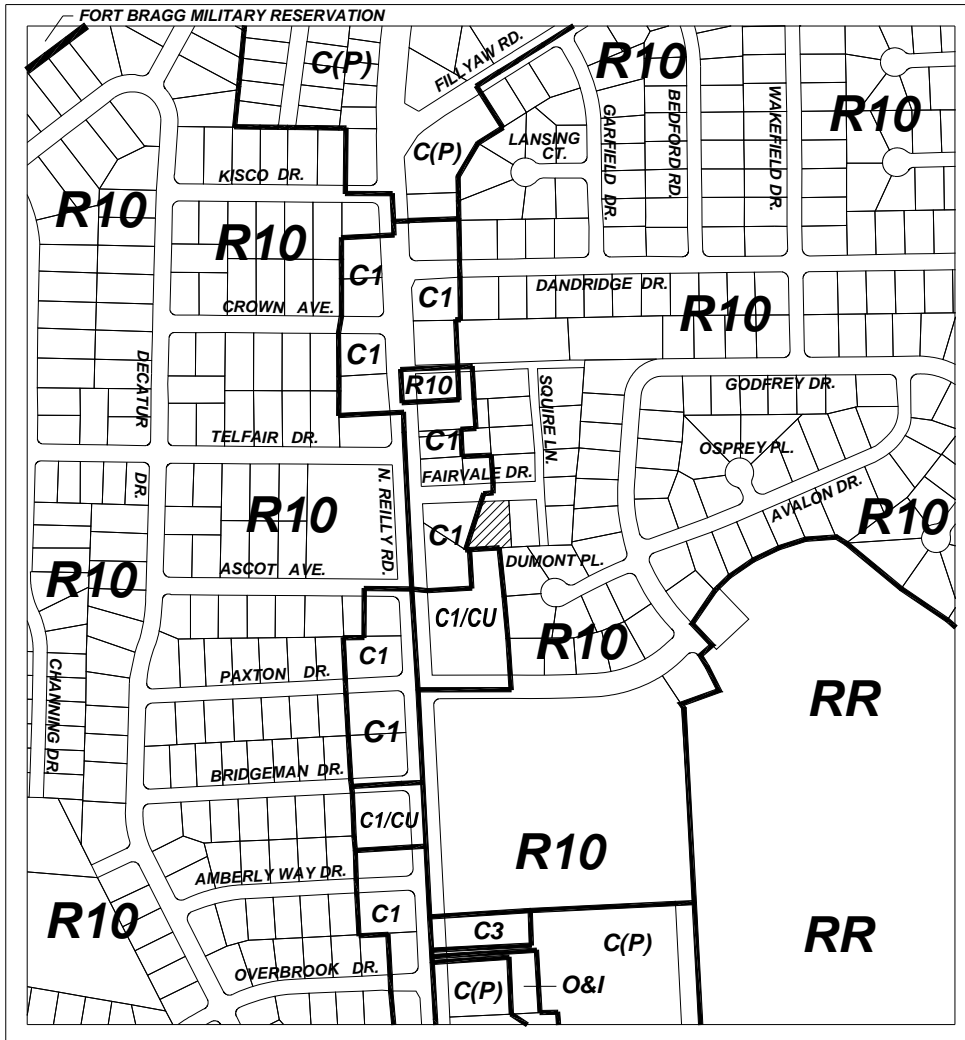 FORT BRAGG MILITARY RESERVATION
C(P)
FILLYAW RD.
R10
R10
LANSING
CT.
GARFIELD DR.
BEDFORD RD.
WAKEFIELD DR.
C(P)
KISCO DR.
R10
R10
C1
CROWN AVE.
C1
DANDRIDGE DR.
R10
C1
DECATUR
DR.
R10
SQUIRE LN.
GODFREY DR.
TELFAIR DR.
C1
OSPREY PL.
FAIRVALE DR.
AVALON DR.
R10
N. REILLY RD.
R10
C1
DUMONT PL.
R10
ASCOT AVE.
C1/CU
R10
C1
PAXTON DR.
CHANNING DR.
RR
C1
BRIDGEMAN DR.
C1/CU
R10
AMBERLY WAY DR.
R10
C1
C3
C(P)
RR
OVERBROOK DR.
C(P)
O&I